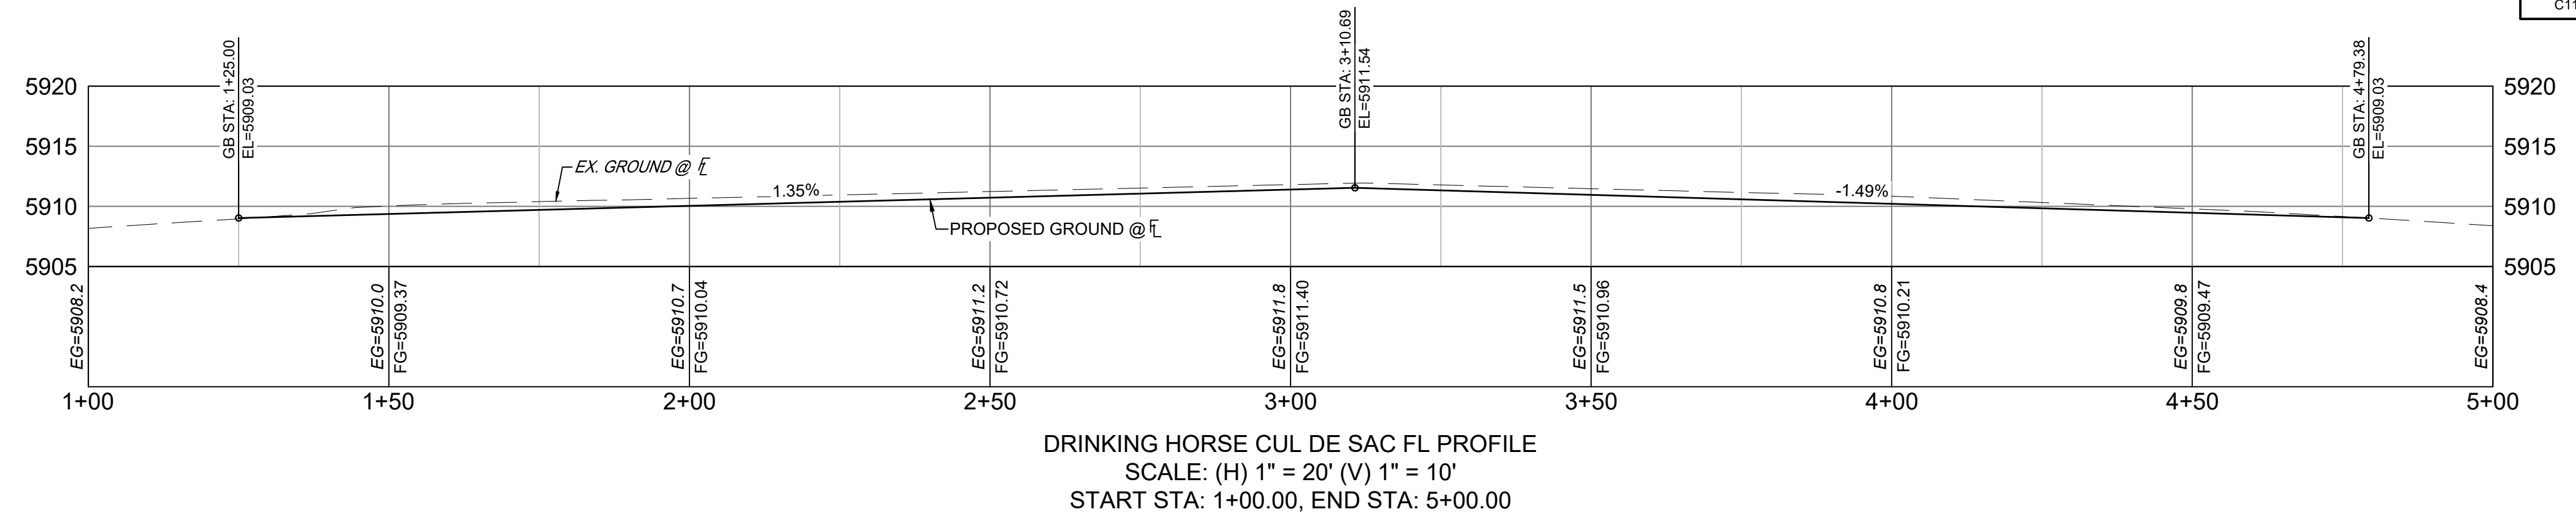 C11
GB STA: 1+25.00
EL=5909.03
GB STA: 3+10.69
EL=5911.54
GB STA: 4+79.38
EL=5909.03
5920
5920
5915
5915
EX. GROUND @ FL
1.35%
-1.49%
5910
5910
PROPOSED GROUND @ FL
5905
5905
EG=5908.2
EG=5910.0
FG=5909.37
EG=5910.7
FG=5910.04
EG=5911.2
FG=5910.72
EG=5911.8
FG=5911.40
EG=5911.5
FG=5910.96
EG=5910.8
FG=5910.21
EG=5909.8
FG=5909.47
EG=5908.4
1+00
1+50
2+00
2+50
3+00
3+50
4+00
4+50
5+00
DRINKING HORSE CUL DE SAC FL PROFILE
SCALE: (H) 1" = 20' (V) 1" = 10'
START STA: 1+00.00, END STA: 5+00.00